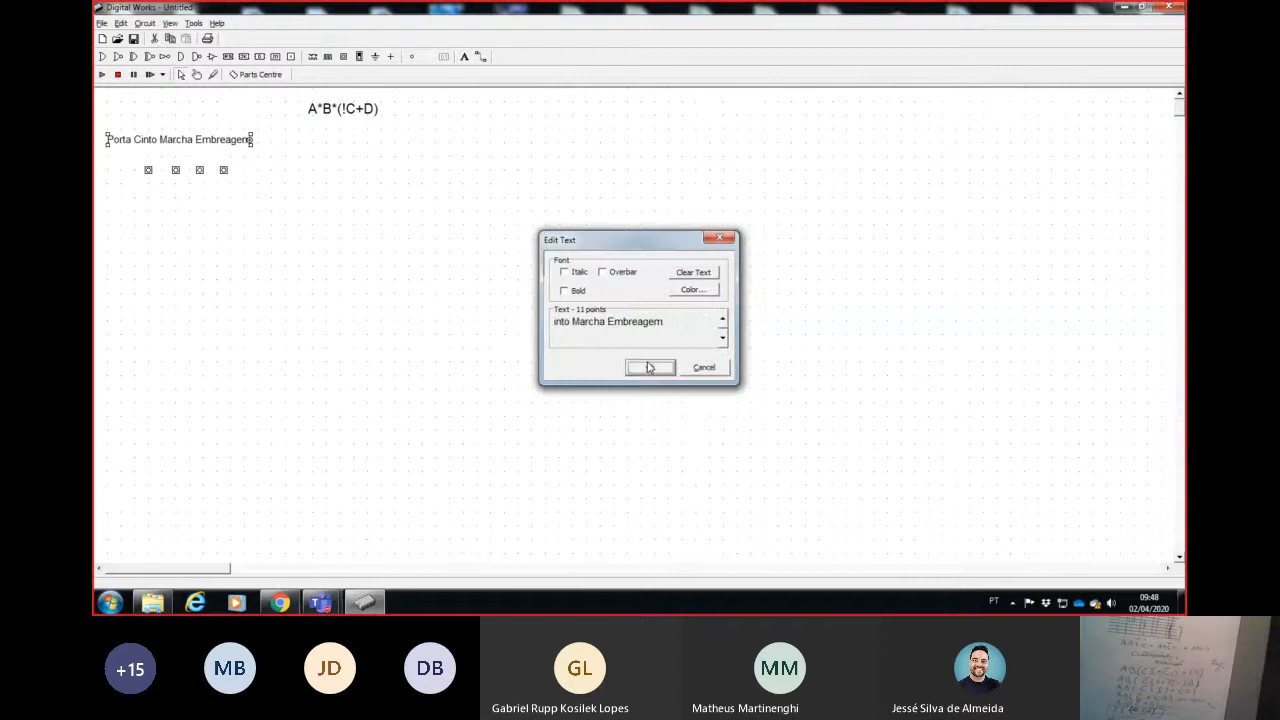 Digital Works - Untitled
File Edit Circuit View Tools Help
Parts Centre
A*B*(!C+D)
Porta Cinto Marcha Embreagem
Edit Text
Font
Italic Overbar Clear Text
Bold Color...
Text - 11 points
into Marcha Embreagem
Cancel
PT
09:48
02/04/2020
+15 MB JD DB GL MM
Gabriel Rupp Kosilek Lopes Matheus Martinenghi Jessé Silva de Almeida